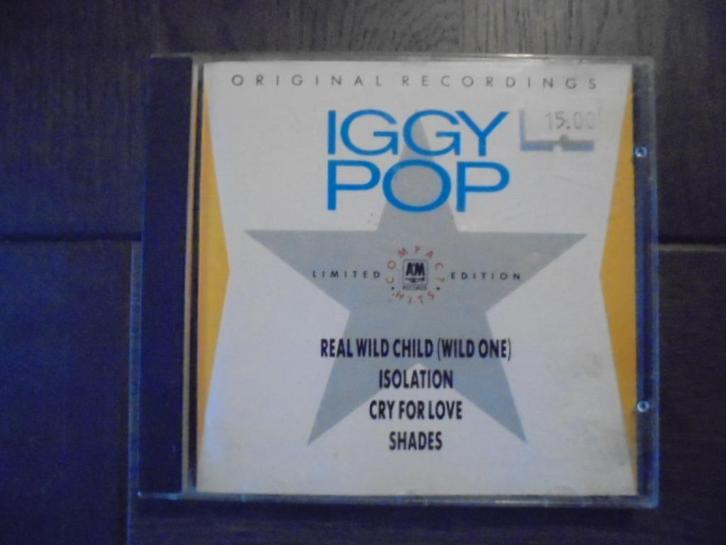 ORIGINAL RECORDINGS
15.00
IGGY
POP
LIMITED EDITION
COMPACT HITS
A&M
RECORDS
REAL WILD CHILD (WILD ONE)
ISOLATION
CRY FOR LOVE
SHADES